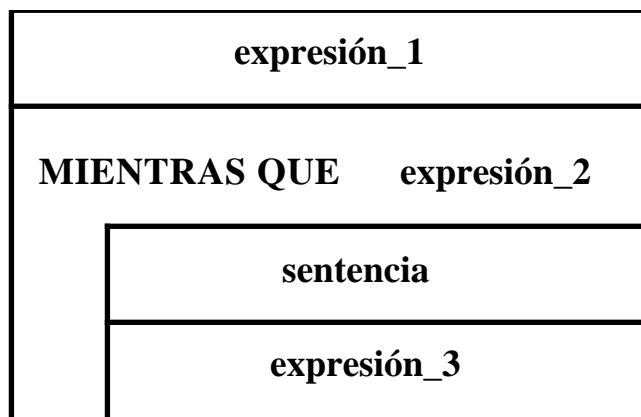 expresión_1
MIENTRAS QUE expresión_2
sentencia
expresión_3